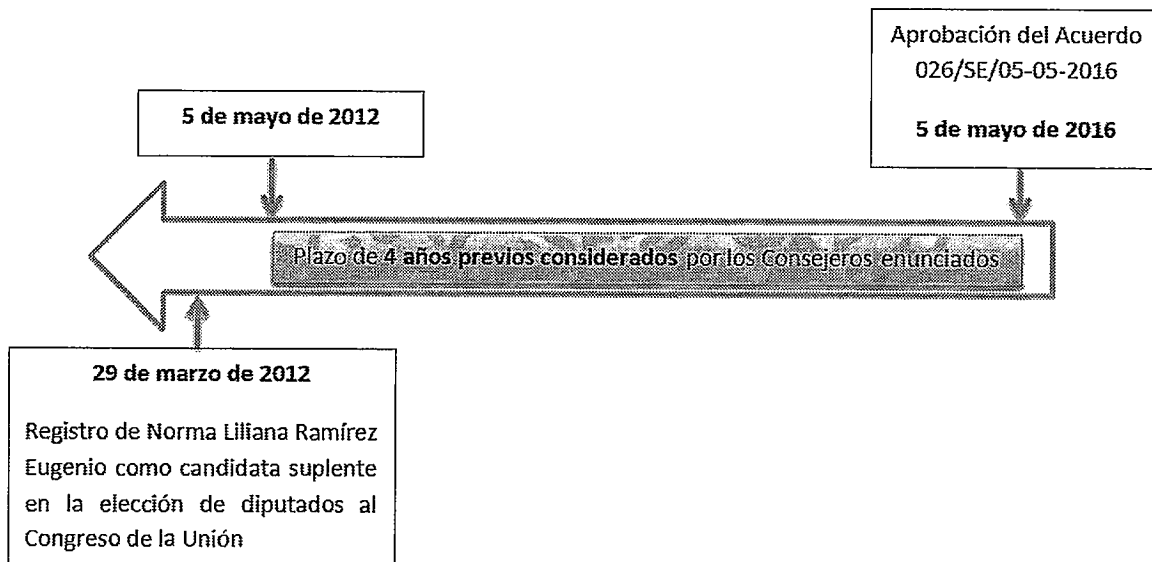 Aprobación del Acuerdo
026/SE/05-05-2016
5 de mayo de 2016
5 de mayo de 2012
Plazo de 4 años previos considerados por los Consejeros enunciados
29 de marzo de 2012
Registro de Norma Liliana Ramírez
Eugenio como candidata suplente
en la elección de diputados al
Congreso de la Unión